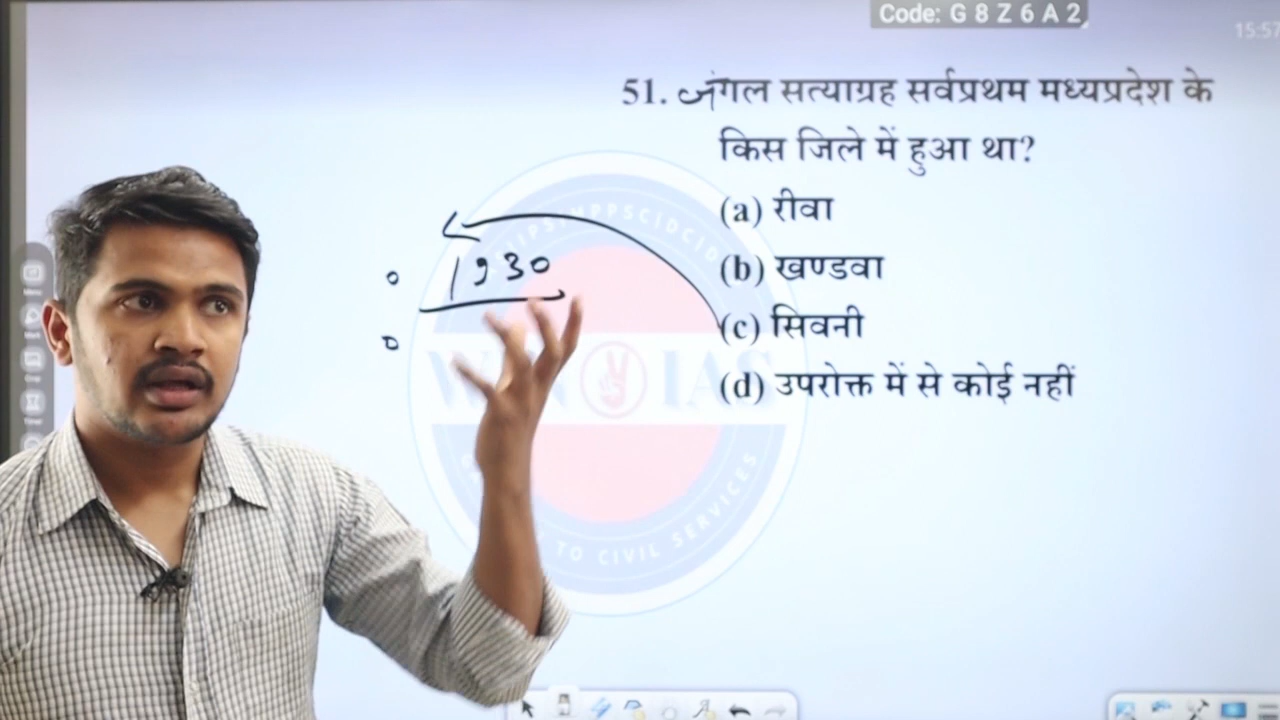 Code: G 8 Z 6 A 2
15:57
51. जंगल सत्याग्रह सर्वप्रथम मध्यप्रदेश के
किस जिले में हुआ था?
(a) रीवा
(b) खण्डवा
(c) सिवनी
(d) उपरोक्त में से कोई नहीं
1930
TO CIVIL SERVICES